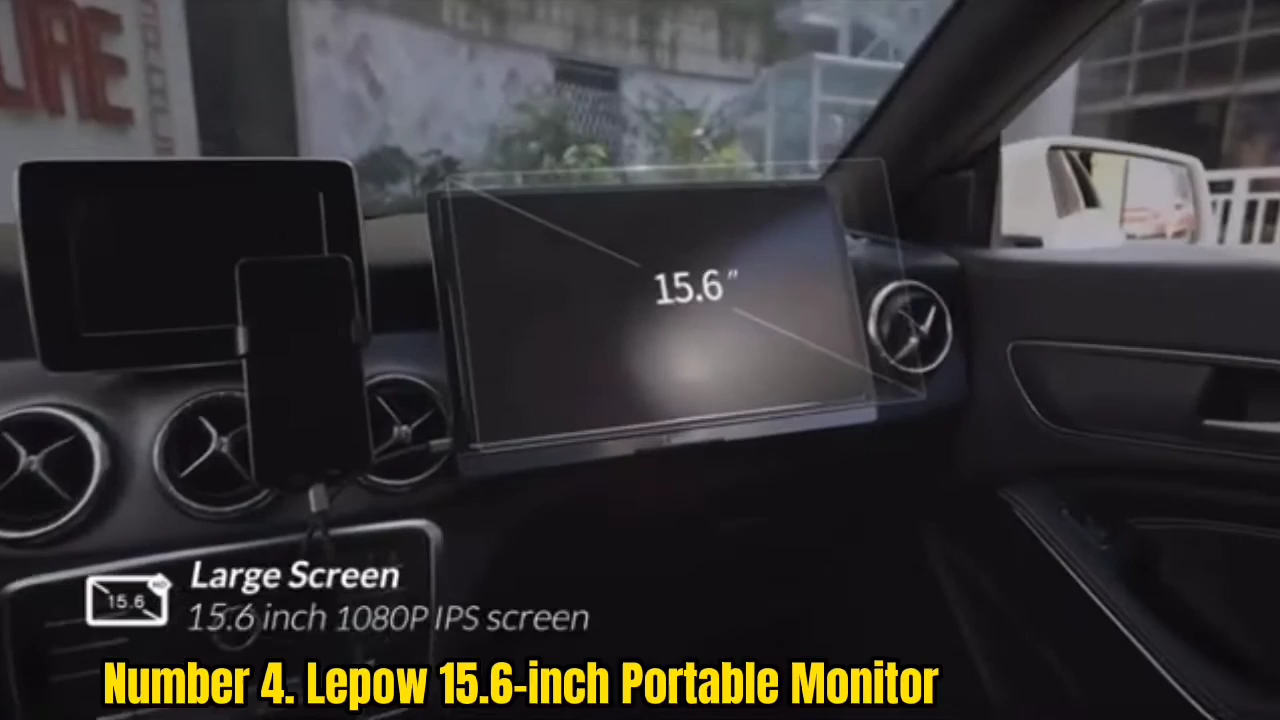 15.6"
Large Screen
15.6
HD
15.6 inch 1080P IPS screen
Number 4. Lepow 15.6-inch Portable Monitor